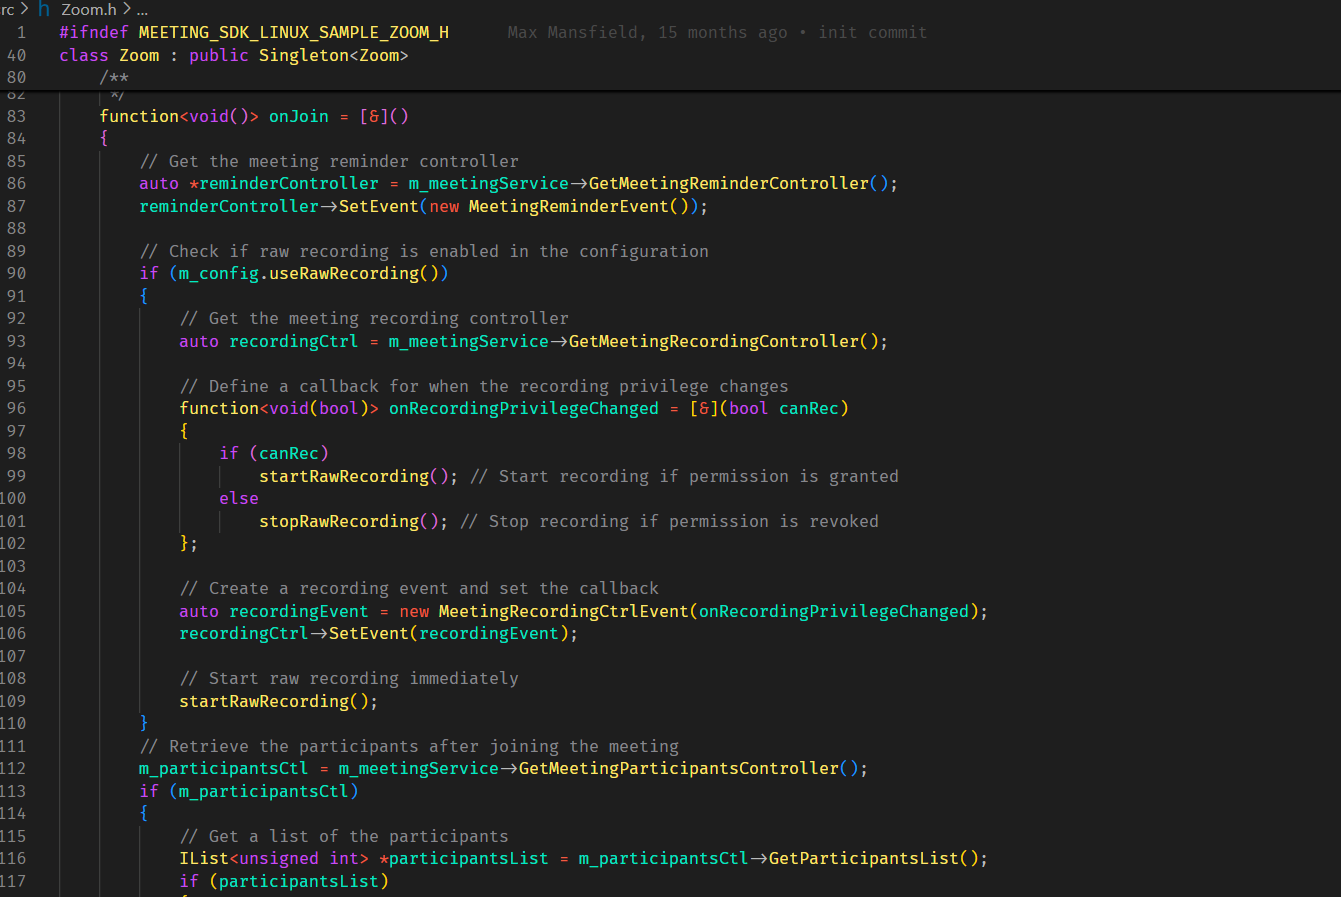 rc > h Zoom.h > ...
1 #ifndef MEETING_SDK_LINUX_SAMPLE_ZOOM_H Max Mansfield, 15 months ago • init commit
40 class Zoom : public Singleton<Zoom>
80 /**
82 */
83 function<void()> onJoin = [&]()
84 {
85 // Get the meeting reminder controller
86 auto *reminderController = m_meetingService->GetMeetingReminderController();
87 reminderController->SetEvent(new MeetingReminderEvent());
88
89 // Check if raw recording is enabled in the configuration
90 if (m_config.useRawRecording())
91 {
92 // Get the meeting recording controller
93 auto recordingCtrl = m_meetingService->GetMeetingRecordingController();
94
95 // Define a callback for when the recording privilege changes
96 function<void(bool)> onRecordingPrivilegeChanged = [&](bool canRec)
97 {
98 if (canRec)
99 startRawRecording(); // Start recording if permission is granted
100 else
101 stopRawRecording(); // Stop recording if permission is revoked
102 };
103
104 // Create a recording event and set the callback
105 auto recordingEvent = new MeetingRecordingCtrlEvent(onRecordingPrivilegeChanged);
106 recordingCtrl->SetEvent(recordingEvent);
107
108 // Start raw recording immediately
109 startRawRecording();
110 }
111 // Retrieve the participants after joining the meeting
112 m_participantsCtl = m_meetingService->GetMeetingParticipantsController();
113 if (m_participantsCtl)
114 {
115 // Get a list of the participants
116 IList<unsigned int> *participantsList = m_participantsCtl->GetParticipantsList();
117 if (participantsList)